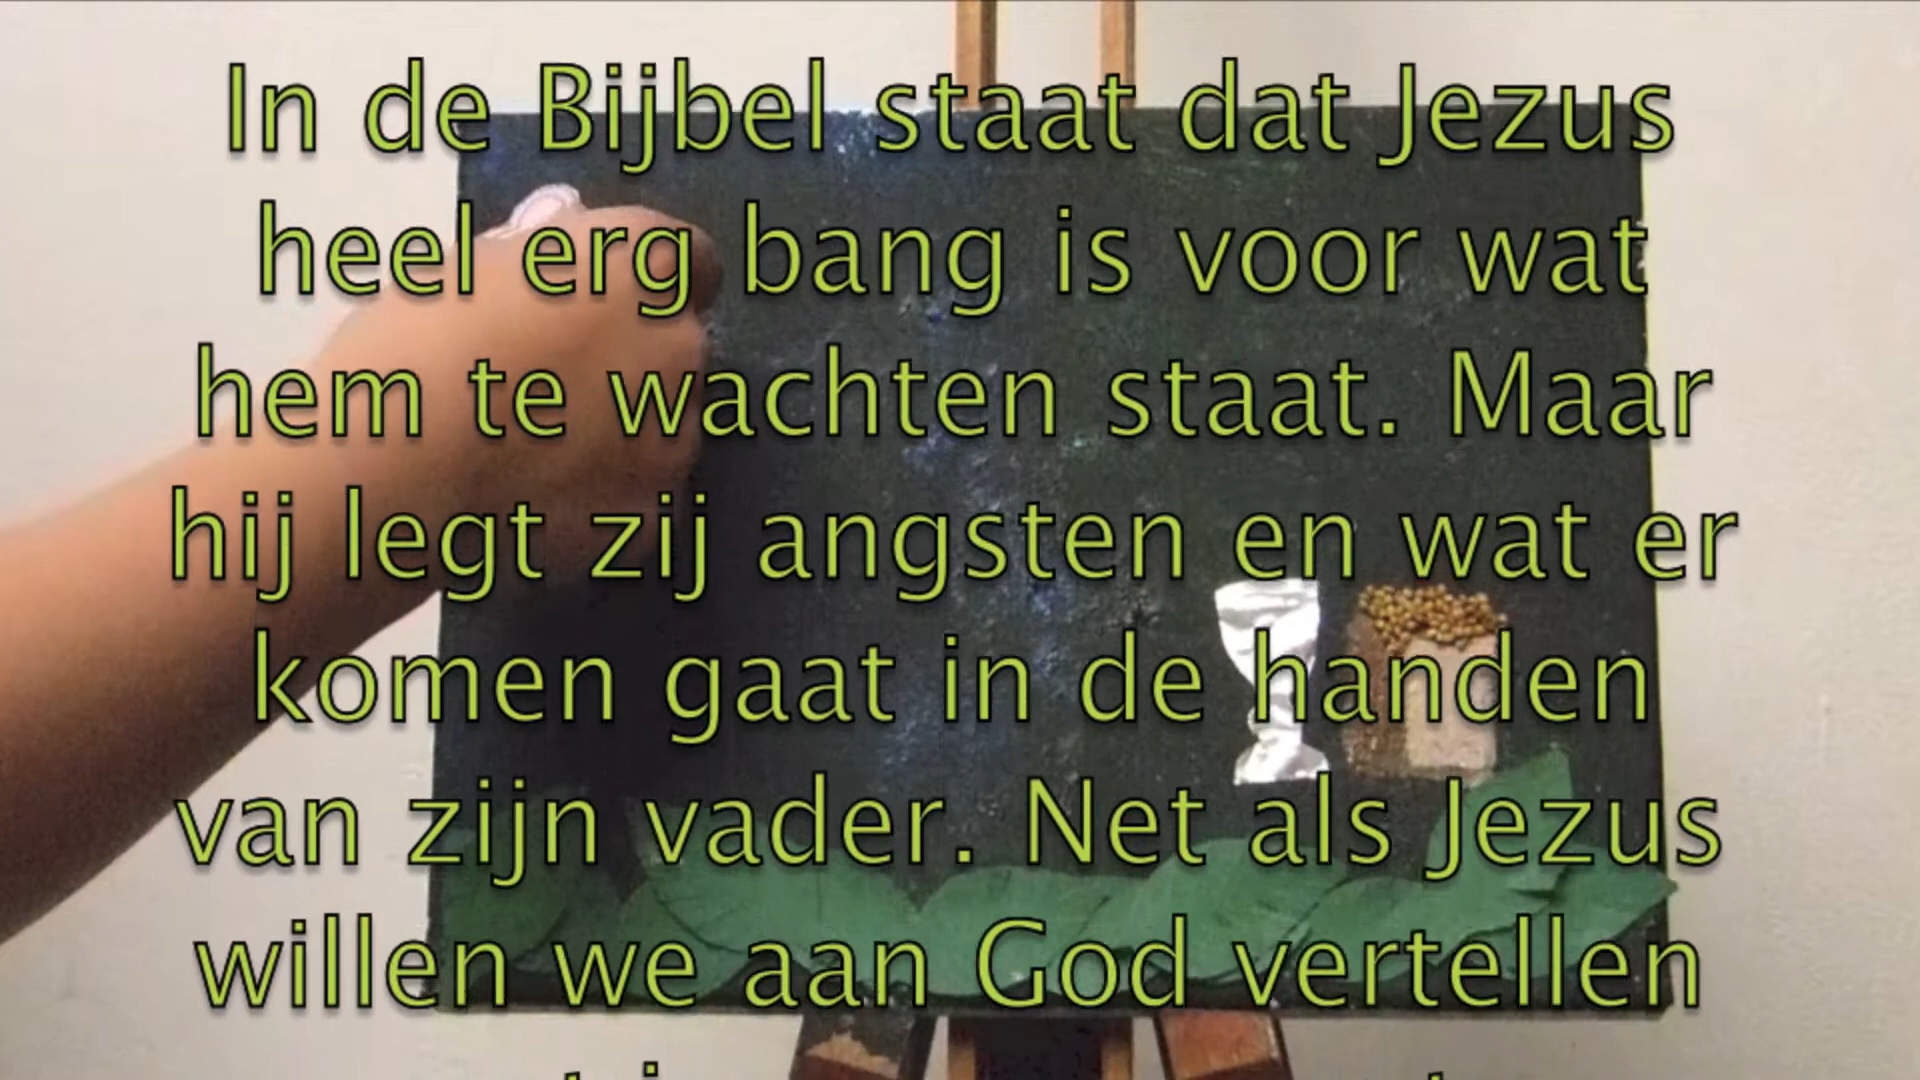 In de Bijbel staat dat Jezus
heel erg bang is voor wat
hem te wachten staat. Maar
hij legt zij angsten en wat er
komen gaat in de handen
van zijn vader. Net als Jezus
willen we aan God vertellen